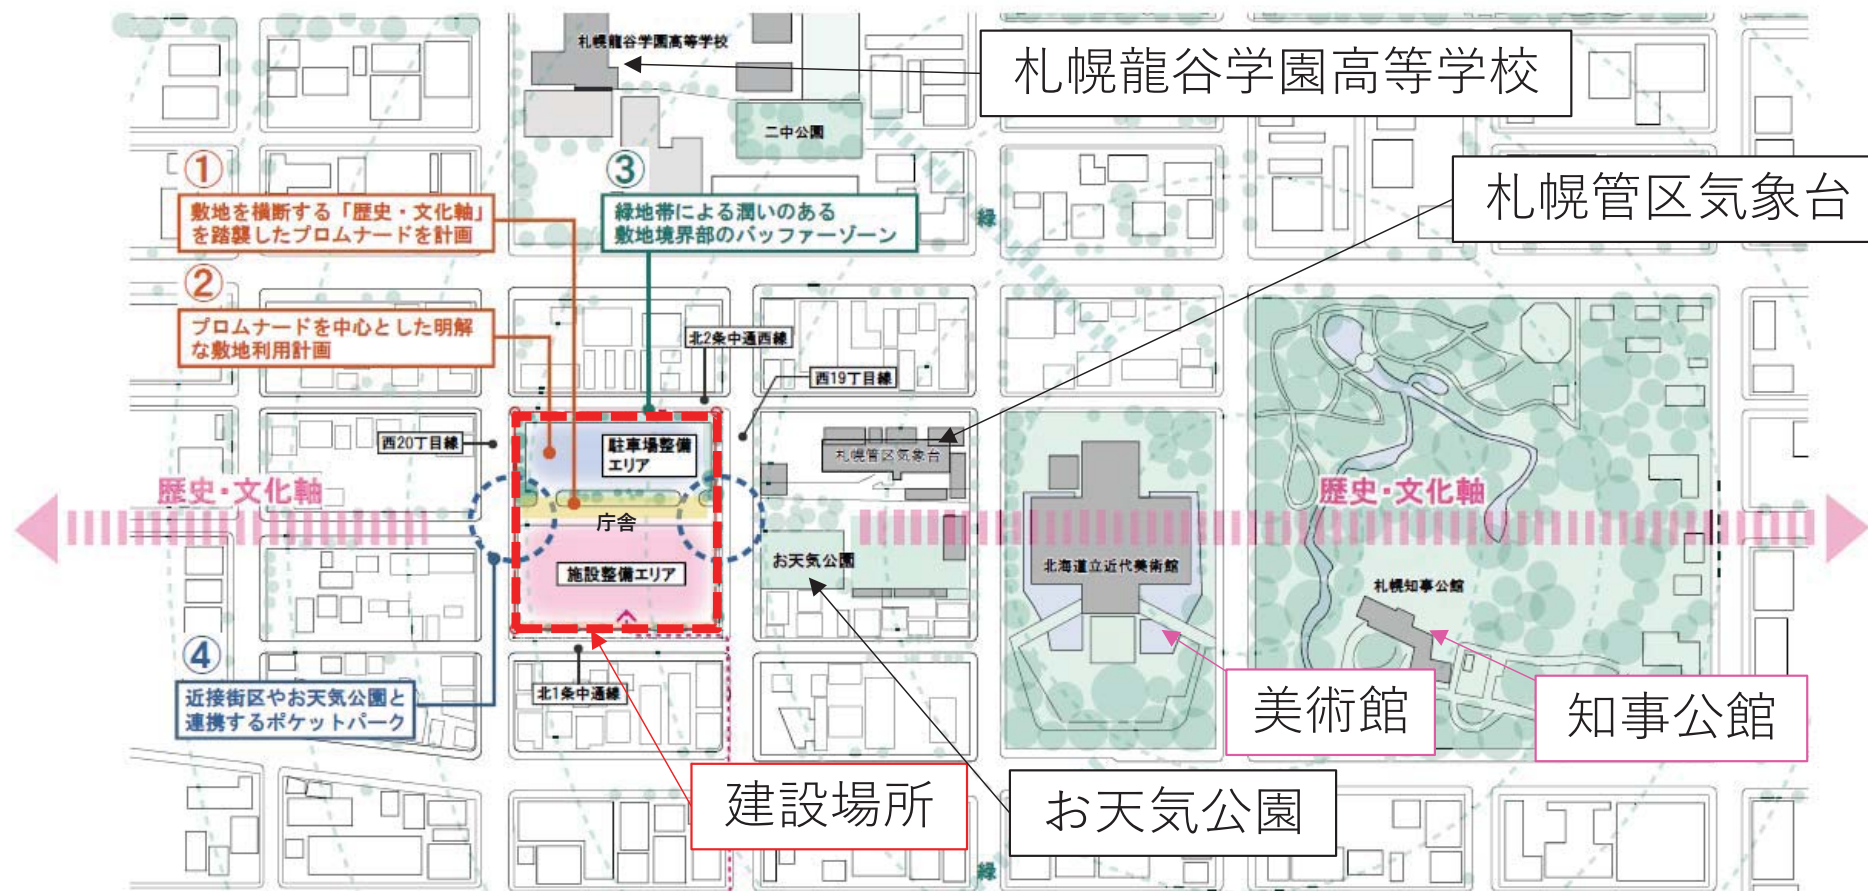 札幌龍谷学園高等学校
札幌龍谷学園高等学校
二中公園
①
敷地を横断する「歴史・文化軸」
を踏襲したプロムナードを計画
③
緑地帯による潤いのある
敷地境界部のバッファーゾーン
緑
札幌管区気象台
②
プロムナードを中心とした明解
な敷地利用計画
北2条中通西線
西19丁目線
西20丁目線
駐車場整備
エリア
札幌管区気象台
歴史・文化軸
歴史・文化軸
庁舎
お天気公園
施設整備エリア
北海道立近代美術館
札幌知事公館
④
近接街区やお天気公園と
連携するポケットパーク
北1条中通線
美術館
知事公館
建設場所
お天気公園
緑